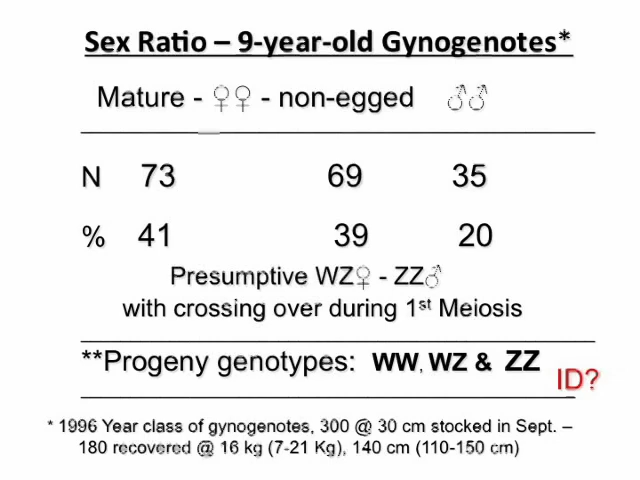 Sex Ratio – 9-year-old Gynogenotes*
Mature - ♀♀ - non-egged ♂♂
N 73 69 35
% 41 39 20
Presumptive WZ♀ - ZZ♂
with crossing over during 1st Meiosis
**Progeny genotypes: WW, WZ & ZZ
ID?
* 1996 Year class of gynogenotes, 300 @ 30 cm stocked in Sept. –
180 recovered @ 16 kg (7-21 Kg), 140 cm (110-150 cm)